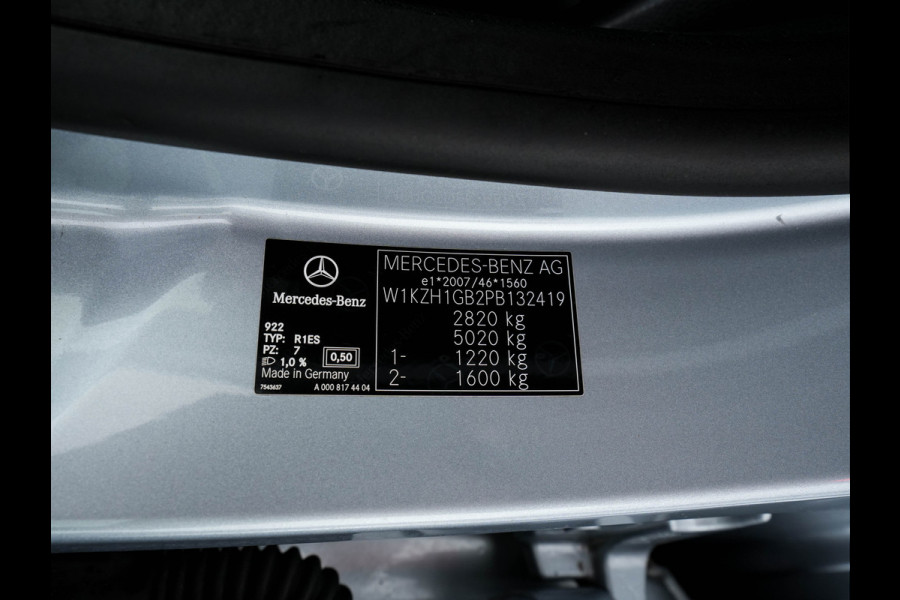 Mercedes-Benz
922
TYP: R1ES
PZ: 7
1,0 % 0,50
Made in Germany
7543637 A 000 817 44 04
MERCEDES-BENZ AG
e1*2007/46*1560
W1KZH1GB2PB132419
2820 kg
5020 kg
1- 1220 kg
2- 1600 kg